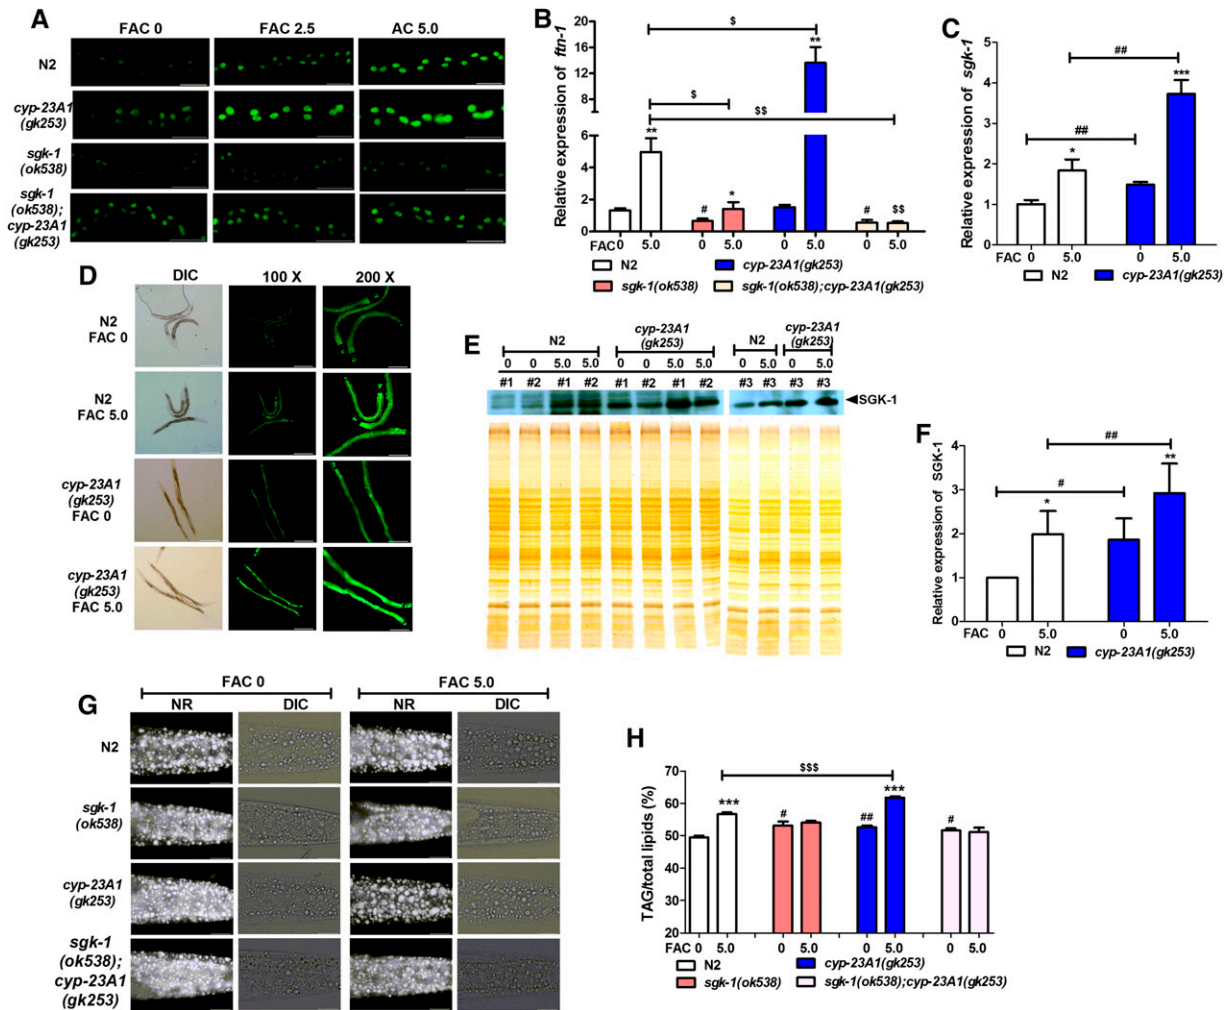 A
FAC 0
FAC 2.5
AC 5.0
N2
cyp-23A1
(gk253)
sgk-1
(ok538)
sgk-1
(ok538);
cyp-23A1
(gk253)
B
Relative expression of ftn-1
20
16
12
8
6
4
2
0
$
**
$
**
$$
*
#
#
$$
FAC 0 5.0 0 5.0 0 5.0 0 5.0
N2
cyp-23A1(gk253)
sgk-1(ok538)
sgk-1(ok538);cyp-23A1(gk253)
C
Relative expression of sgk-1
5
4
3
2
1
0
##
***
##
*
FAC 0 5.0 0 5.0
N2
cyp-23A1(gk253)
D
DIC
100 X
200 X
N2
FAC 0
N2
FAC 5.0
cyp-23A1
(gk253)
FAC 0
cyp-23A1
(gk253)
FAC 5.0
E
N2
cyp-23A1
(gk253)
N2
cyp-23A1
(gk253)
0 0 5.0 5.0 0 0 5.0 5.0 0 5.0 0 5.0
#1 #2 #1 #2 #1 #2 #1 #2 #3 #3 #3 #3
SGK-1
F
Relative expression of SGK-1
4
3
2
1
0
##
**
#
*
FAC 0 5.0 0 5.0
N2
cyp-23A1(gk253)
G
FAC 0
FAC 5.0
NR
DIC
NR
DIC
N2
sgk-1
(ok538)
cyp-23A1
(gk253)
sgk-1
(ok538);
cyp-23A1
(gk253)
H
TAG/total lipids (%)
70
60
50
40
30
20
$$$
***
***
#
##
#
FAC 0 5.0 0 5.0 0 5.0 0 5.0
N2
cyp-23A1(gk253)
sgk-1(ok538)
sgk-1(ok538);cyp-23A1(gk253)